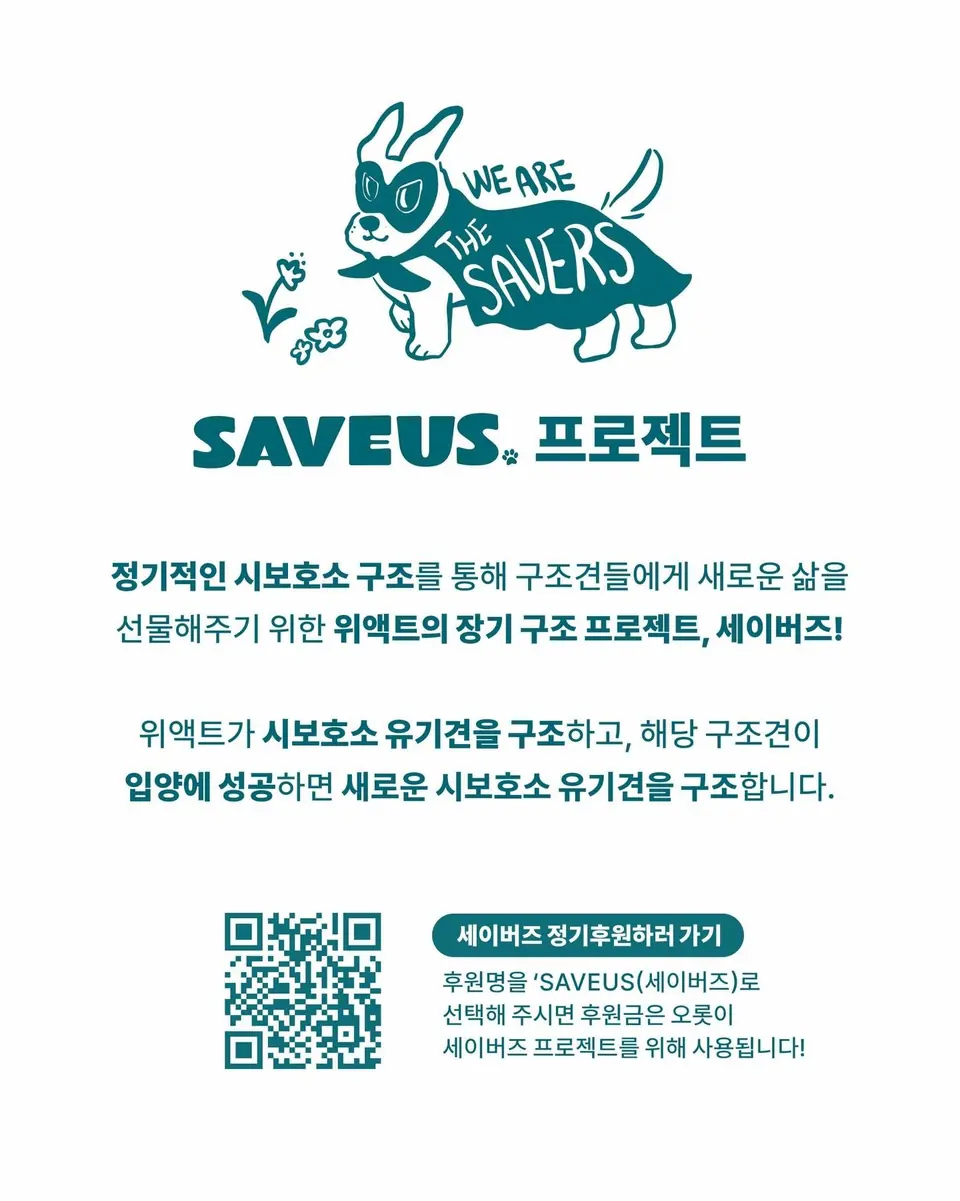 WE ARE
THE
SAVERS
SAVEUS. 프로젝트
정기적인 시보호소 구조를 통해 구조견들에게 새로운 삶을
선물해주기 위한 위액트의 장기 구조 프로젝트, 세이버즈!
위액트가 시보호소 유기견을 구조하고, 해당 구조견이
입양에 성공하면 새로운 시보호소 유기견을 구조합니다.
세이버즈 정기후원하러 가기
후원명을 ‘SAVEUS(세이버즈)로
선택해 주시면 후원금은 오롯이
세이버즈 프로젝트를 위해 사용됩니다!